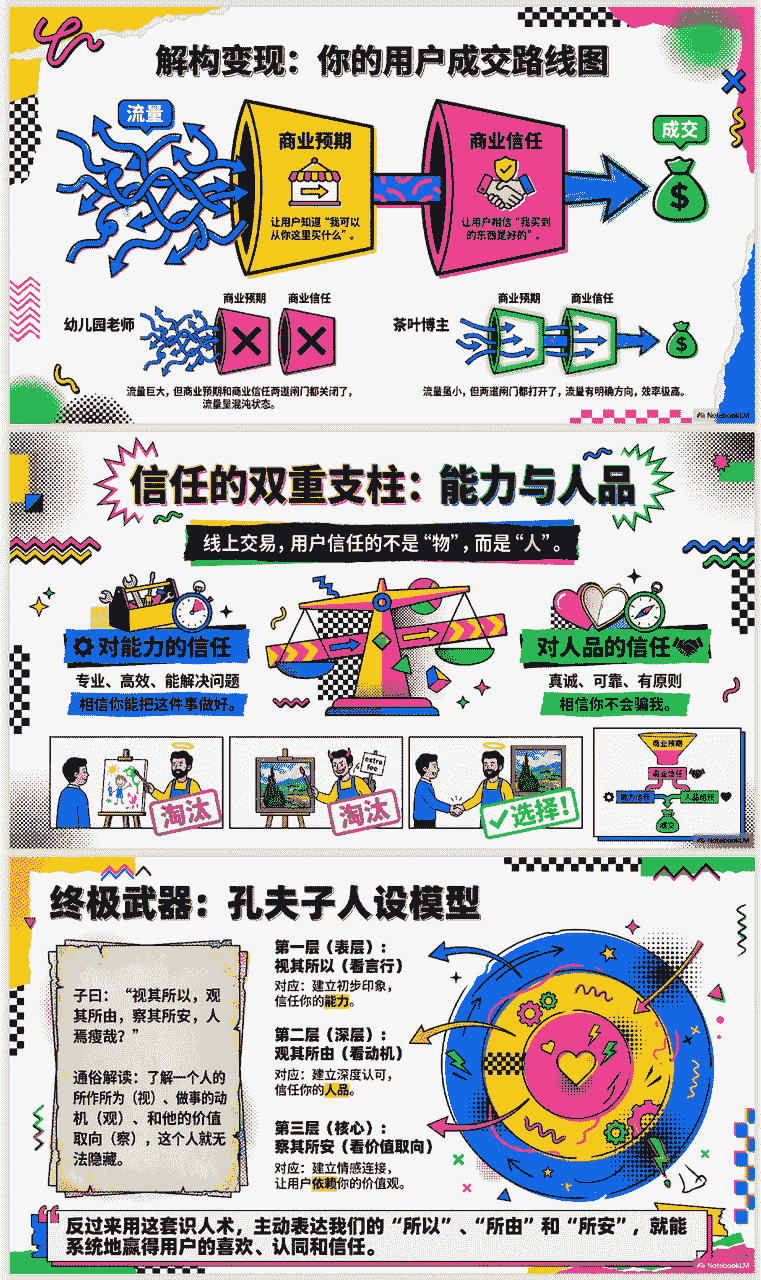 解构变现：你的用户成交路线图
流量
商业预期
商业信任
成交
让用户知道“我可以
从你这里买什么”。
让用户相信“我买到
的东西是好的”。
商业预期 商业信任
幼儿园老师
流量巨大，但商业预期和商业信任两道闸门都关闭了，
流量呈混沌状态。
商业预期 商业信任
茶叶博主
流量虽小，但两道闸门都打开了，流量有明确方向，效率极高。
NotebookLM
信任的双重支柱：能力与人品
线上交易，用户信任的不是“物”，而是“人”。
对能力的信任
专业、高效、能解决问题
相信你能把这件事做好。
对人品的信任
真诚、可靠、有原则
相信你不会骗我。
淘汰
extra
fee
淘汰
选择！
商业预期
商业信任
能力信任
人品信任
成交
NotebookLM
终极武器：孔夫子人设模型
子曰：“视其所以，观
其所由，察其所安，人
焉瘦哉？”
通俗解读：了解一个人的
所作所为（视）、做事的动
机（观）、和他的价值
取向（察），这个人就无
法隐藏。
第一层（表层）：
视其所以（看言行）
对应：建立初步印象，
信任你的能力。
第二层（深层）：
观其所由（看动机）
对应：建立深度认可，
信任你的人品。
第三层（核心）：
察其所安（看价值取向）
对应：建立情感连接，
让用户依赖你的价值观。
反过来用这套识人术，主动表达我们的“所以”、“所由”和“所安”，就能
系统地赢得用户的喜欢、认同和信任。
NotebookLM